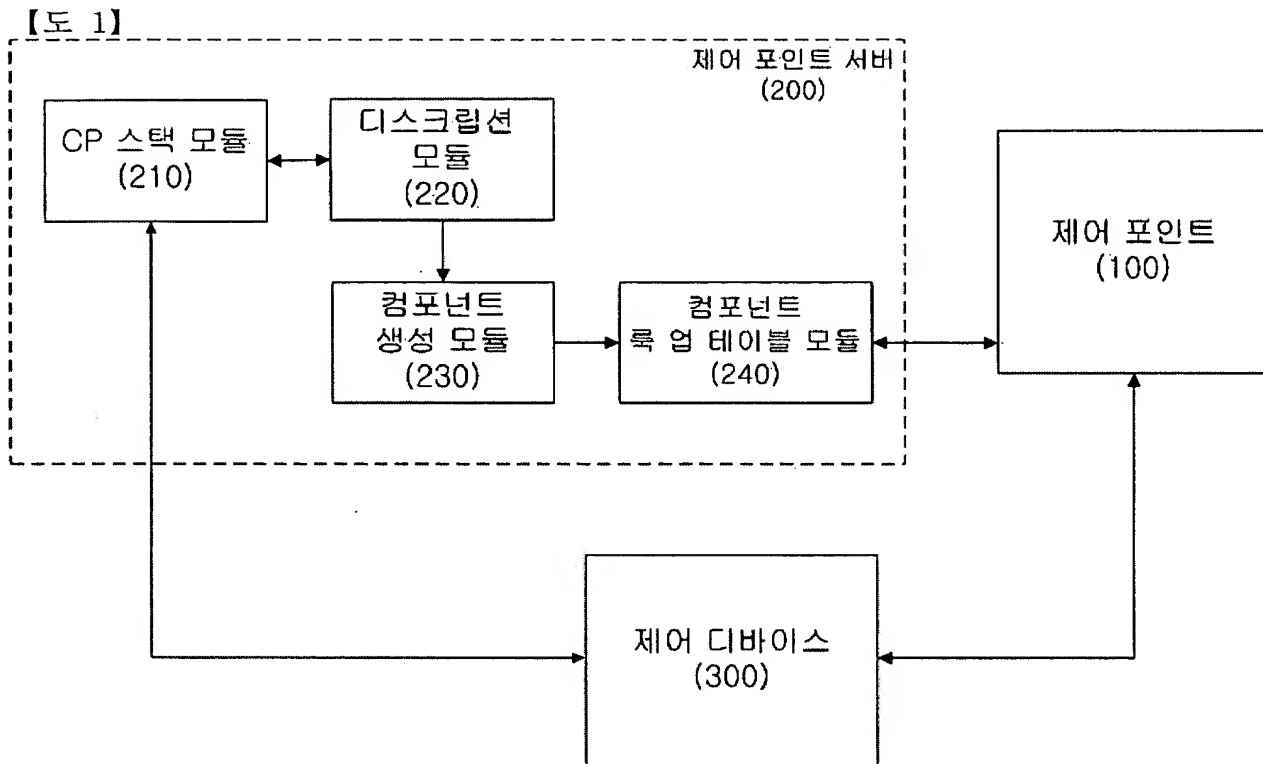 【도 1】
제어 포인트 서버
(200)
CP 스택 모듈
(210)
디스크립션
모듈
(220)
제어 포인트
(100)
컴포넌트
생성 모듈
(230)
컴포넌트
룩 업 테이블 모듈
(240)
제어 디바이스
(300)